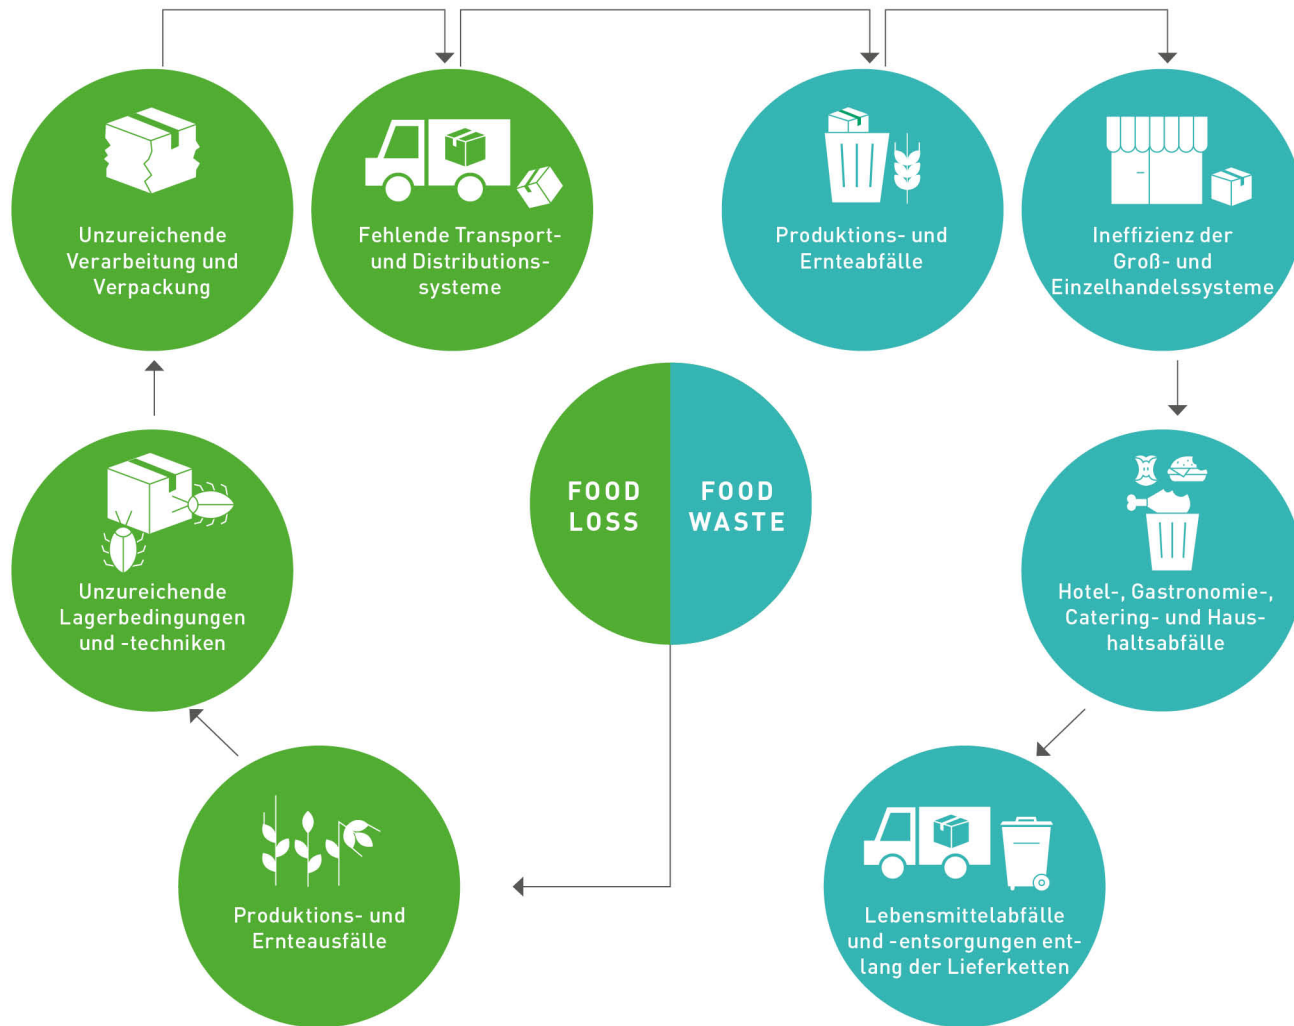 Unzureichende
Verarbeitung und
Verpackung
Fehlende Transport-
und Distributions-
systeme
Produktions- und
Ernteabfälle
Ineffizienz der
Groß- und
Einzelhandelssysteme
FOOD
LOSS
FOOD
WASTE
Unzureichende
Lagerbedingungen
und -techniken
Hotel-, Gastronomie-,
Catering- und Haus-
haltsabfälle
Produktions- und
Ernteausfälle
Lebensmittelabfälle
und -entsorgungen ent-
lang der Lieferketten